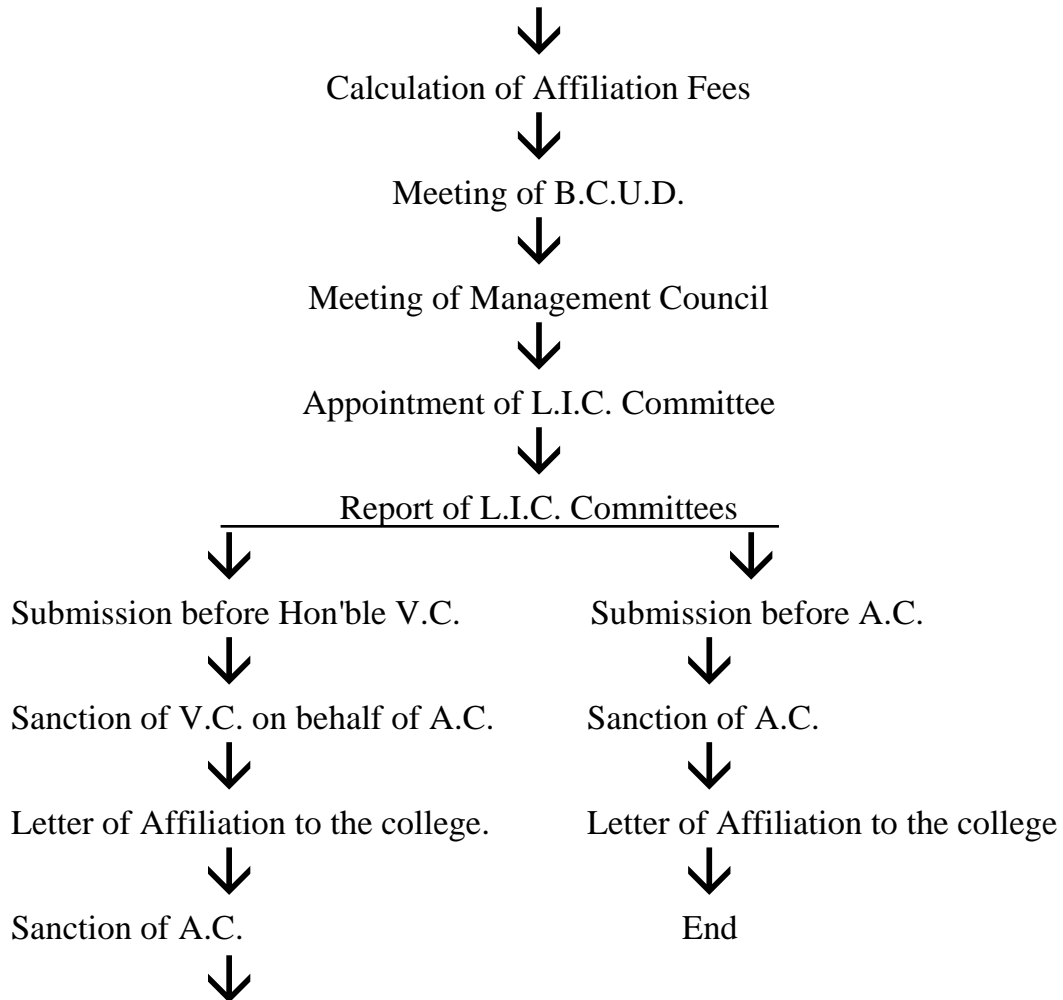 Calculation of Affiliation Fees
Meeting of B.C.U.D.
Meeting of Management Council
Appointment of L.I.C. Committee
Report of L.I.C. Committees
Submission before Hon'ble V.C. Submission before A.C.
Sanction of V.C. on behalf of A.C. Sanction of A.C.
Letter of Affiliation to the college. Letter of Affiliation to the college
Sanction of A.C. End